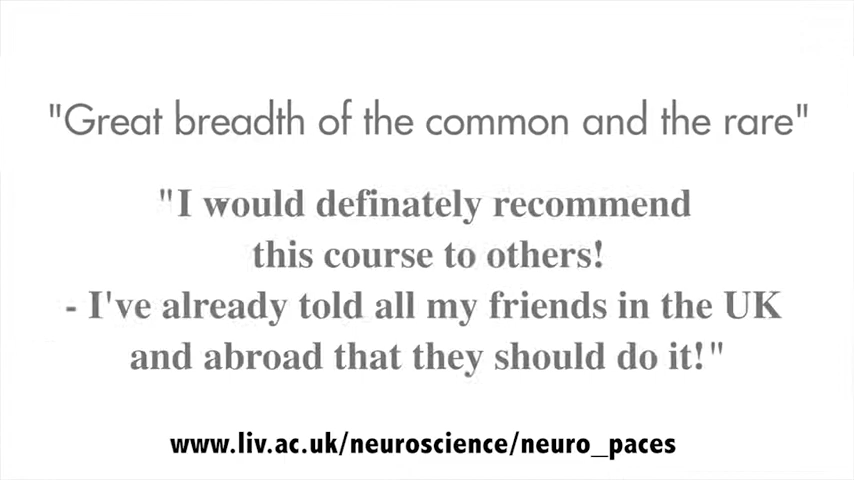 "Great breadth of the common and the rare"
"I would definately recommend
this course to others!
- I've already told all my friends in the UK
and abroad that they should do it!"
www.liv.ac.uk/neuroscience/neuro_paces